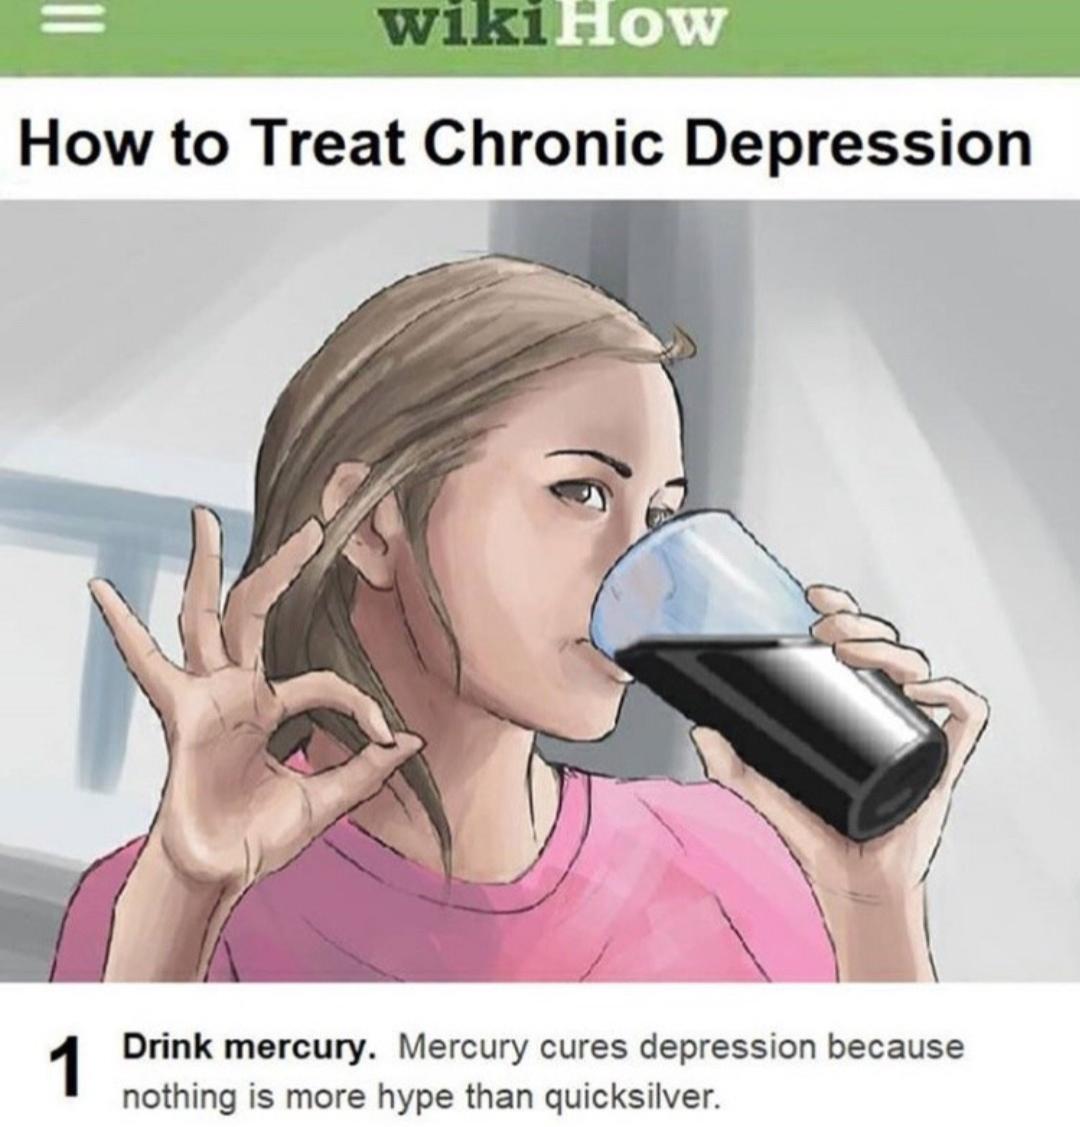 wikiHow
How to Treat Chronic Depression
1 Drink mercury. Mercury cures depression because
nothing is more hype than quicksilver.